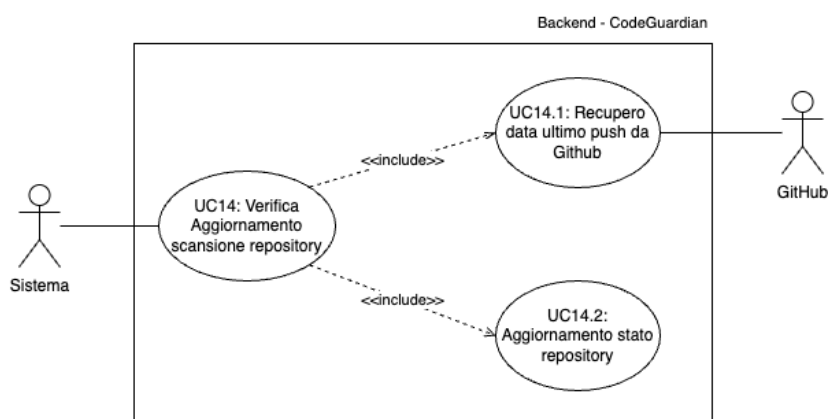 Backend - CodeGuardian
UC14.1: Recupero
data ultimo push da
Github
<<include>>
GitHub
UC14: Verifica
Aggiornamento
scansione repository
Sistema
<<include>>
UC14.2:
Aggiornamento stato
repository